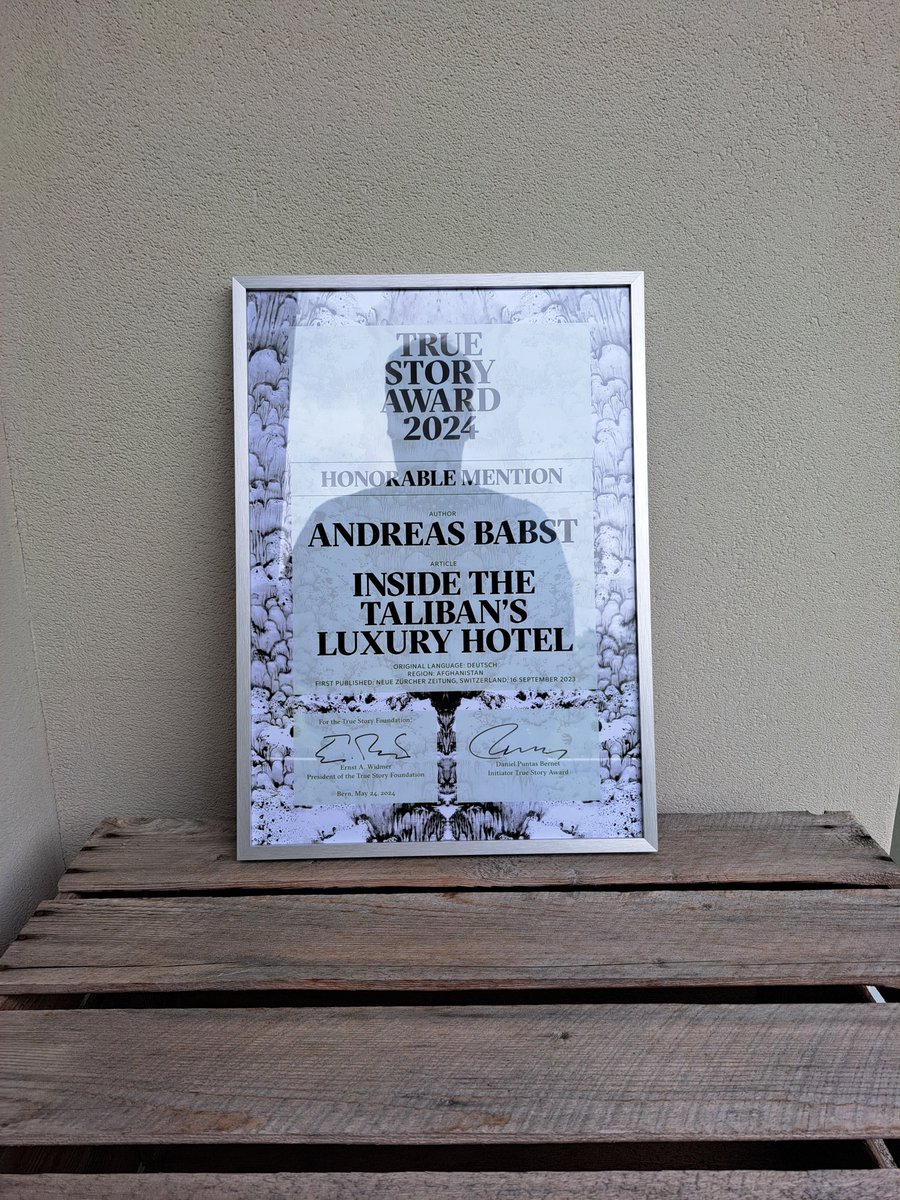 TRUE
STORY
AWARD
2024
HONORABLE MENTION
AUTHOR
ANDREAS BABST
ARTICLE
INSIDE THE
TALIBAN'S
LUXURY HOTEL
ORIGINAL LANGUAGE: DEUTSCH
REGION: AFGHANISTAN
FIRST PUBLISHED: NEUE ZÜRCHER ZEITUNG, SWITZERLAND, 16 SEPTEMBER 2023
For the True Story Foundation:
Ernst A. Widmer
President of the True Story Foundation
Bern, May 24, 2024
Daniel Puntas Bernet
Initiator True Story Award